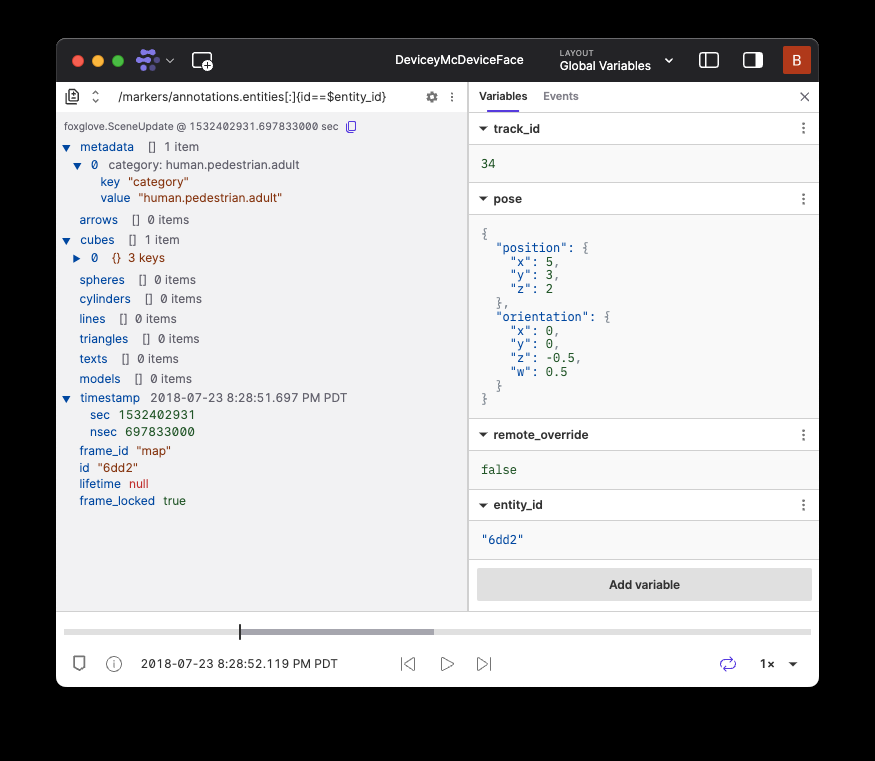 DeviceyMcDeviceFace
LAYOUT
Global Variables
B
/markers/annotations.entities[:]{id==$entity_id}
foxglove.SceneUpdate @ 1532402931.697833000 sec
metadata [] 1 item
0 category: human.pedestrian.adult
key "category"
value "human.pedestrian.adult"
arrows [] 0 items
cubes [] 1 item
0 {} 3 keys
spheres [] 0 items
cylinders [] 0 items
lines [] 0 items
triangles [] 0 items
texts [] 0 items
models [] 0 items
timestamp 2018-07-23 8:28:51.697 PM PDT
sec 1532402931
nsec 697833000
frame_id "map"
id "6dd2"
lifetime null
frame_locked true
Variables Events
track_id
34
pose
{
"position": {
"x": 5,
"y": 3,
"z": 2
},
"orientation": {
"x": 0,
"y": 0,
"z": -0.5,
"w": 0.5
}
}
remote_override
false
entity_id
"6dd2"
Add variable
2018-07-23 8:28:52.119 PM PDT
1×